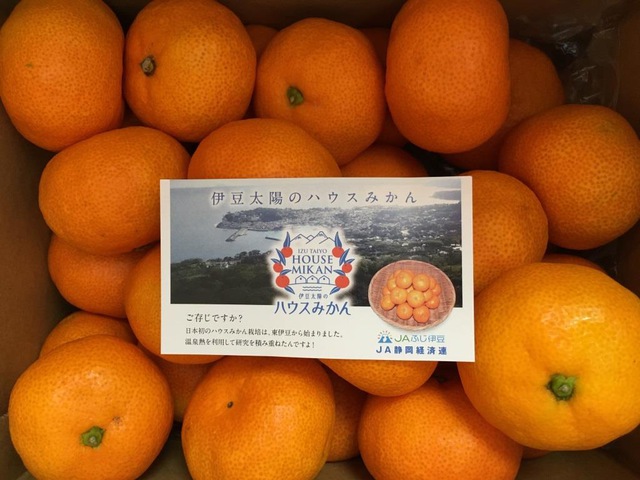 伊豆太陽のハウスみかん
IZU TAIYO
HOUSE
MIKAN
伊豆太陽の
ハウスみかん
ご存じですか？
日本初のハウスみかん栽培は、東伊豆から始まりました。
温泉熱を利用して研究を積み重ねたんですよ！
JAふじ伊豆
JA静岡経済連